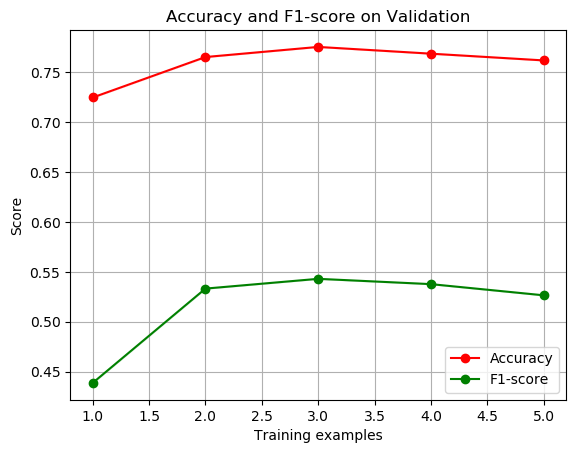 Accuracy and F1-score on Validation
Score
0.75
0.70
0.65
0.60
0.55
0.50
0.45
Accuracy
F1-score
1.0 1.5 2.0 2.5 3.0 3.5 4.0 4.5 5.0
Training examples